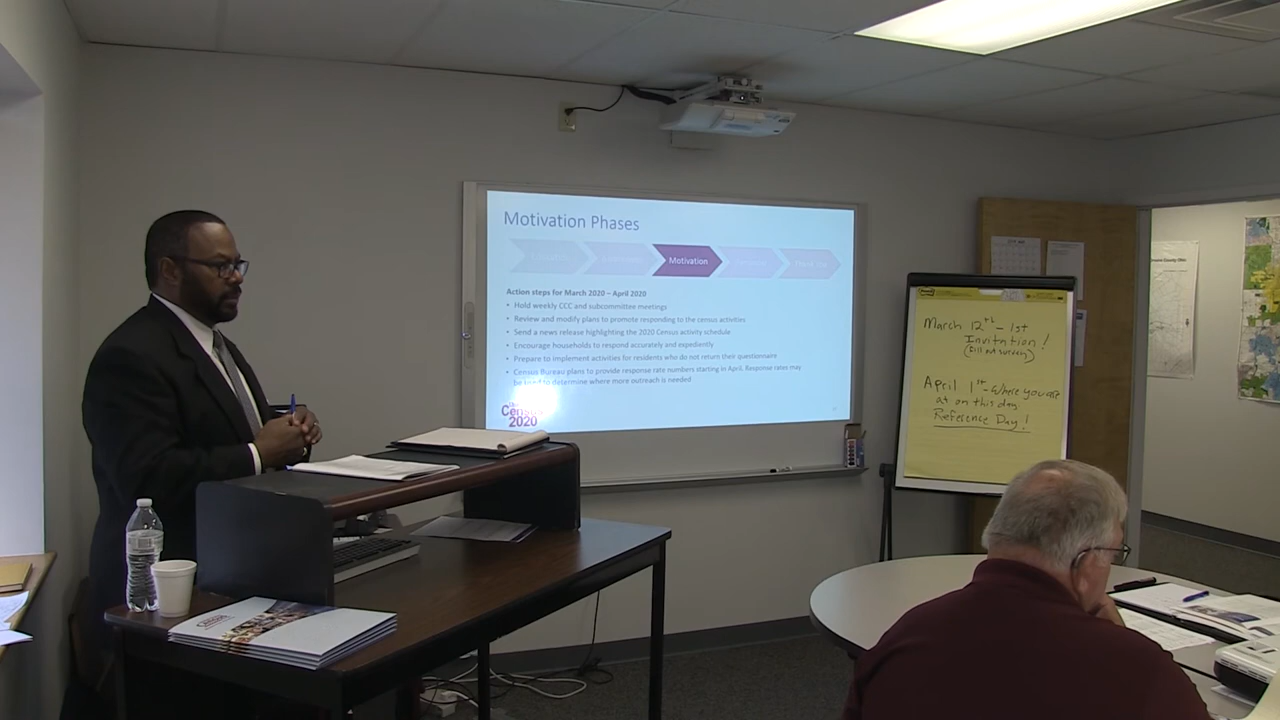 Motivation Phases
Motivation
Action steps for March 2020 – April 2020
• Hold weekly CCC and subcommittee meetings
• Review and modify plans to promote responding to the census activities
• Send a news release highlighting the 2020 Census activity schedule
• Encourage households to respond accurately and expediently
• Prepare to implement activities for residents who do not return their questionnaire
• Census Bureau plans to provide response rate numbers starting in April. Response rates may
be used to determine where more outreach is needed
Census
2020
March 12th - 1st
Invitation!
(Fill out survey)
April 1st - Where you are
at on this day.
Reference Day!